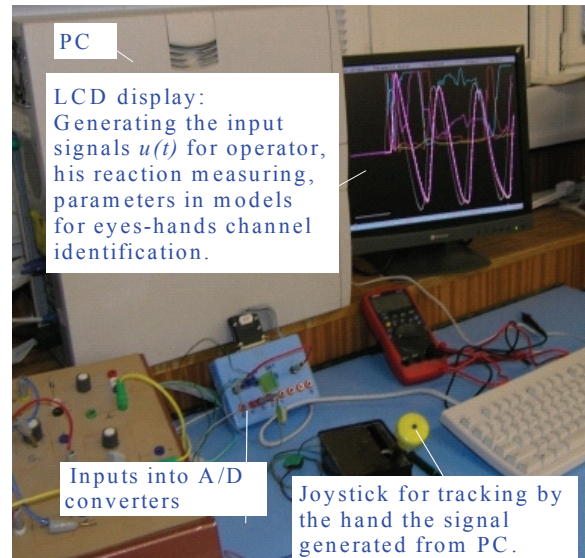 PC
LCD display:
Generating the input
signals u(t) for operator,
his reaction measuring,
parameters in models
for eyes-hands channel
identification.
Inputs into A/D
converters
Joystick for tracking by
the hand the signal
generated from PC.